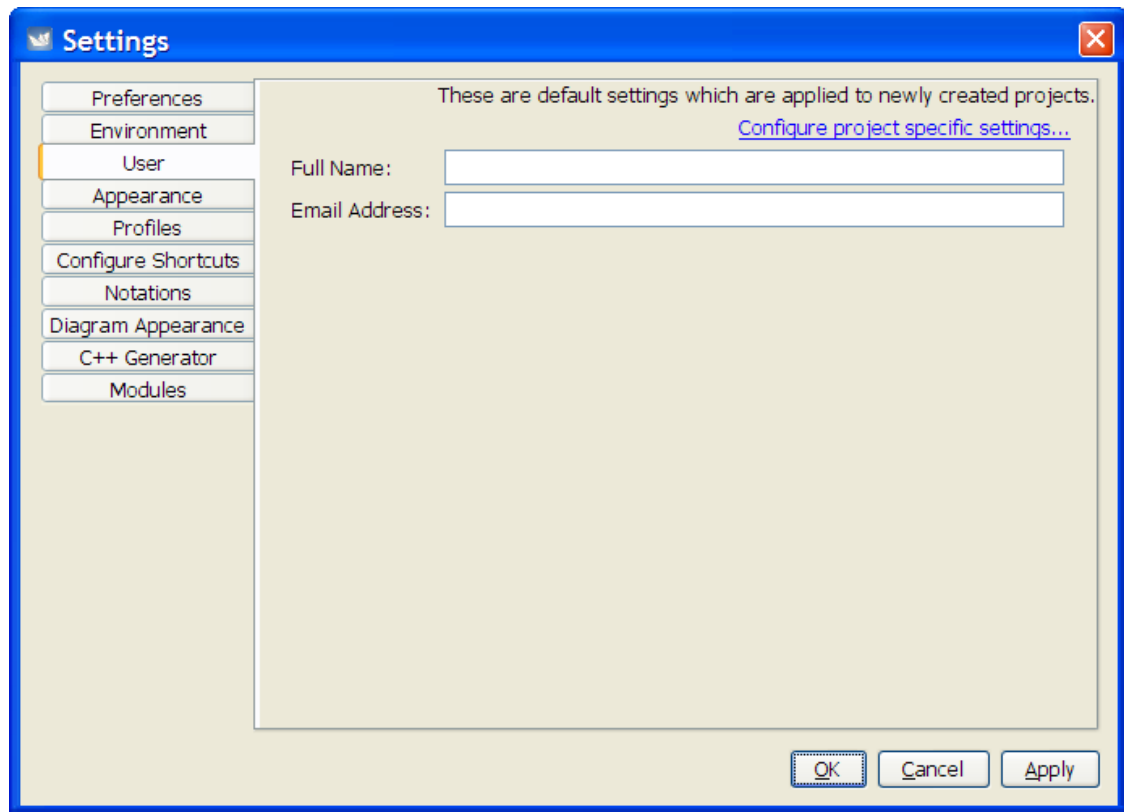 Settings
Preferences
Environment
User
Appearance
Profiles
Configure Shortcuts
Notations
Diagram Appearance
C++ Generator
Modules
These are default settings which are applied to newly created projects.
Configure project specific settings...
Full Name:
Email Address:
OK
Cancel
Apply